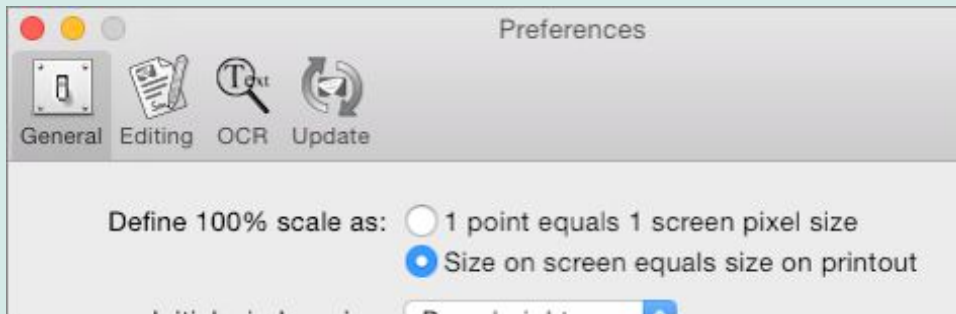 Preferences
Text
General Editing OCR Update
Define 100% scale as: 1 point equals 1 screen pixel size
Size on screen equals size on printout